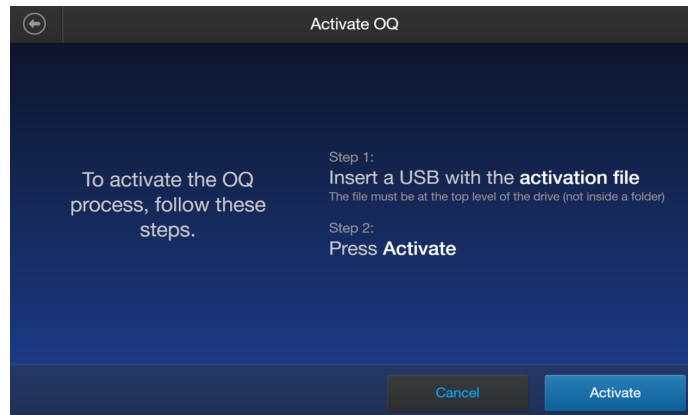 Activate OQ
To activate the OQ
process, follow these
steps.
Step 1:
Insert a USB with the activation file
The file must be at the top level of the drive (not inside a folder)
Step 2:
Press Activate
Cancel
Activate